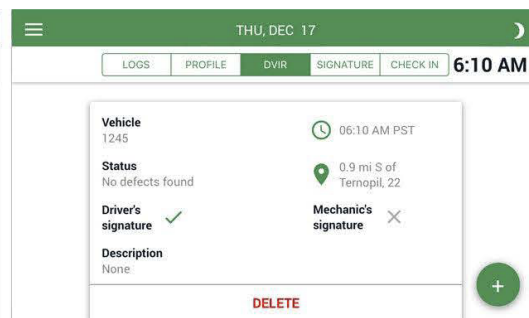 THU, DEC 17
LOGS PROFILE DVIR SIGNATURE CHECK IN 6:10 AM
Vehicle
1245
06:10 AM PST
Status
No defects found
0.9 mi S of
Ternopil, 22
Driver's
signature
Mechanic's
signature
Description
None
DELETE